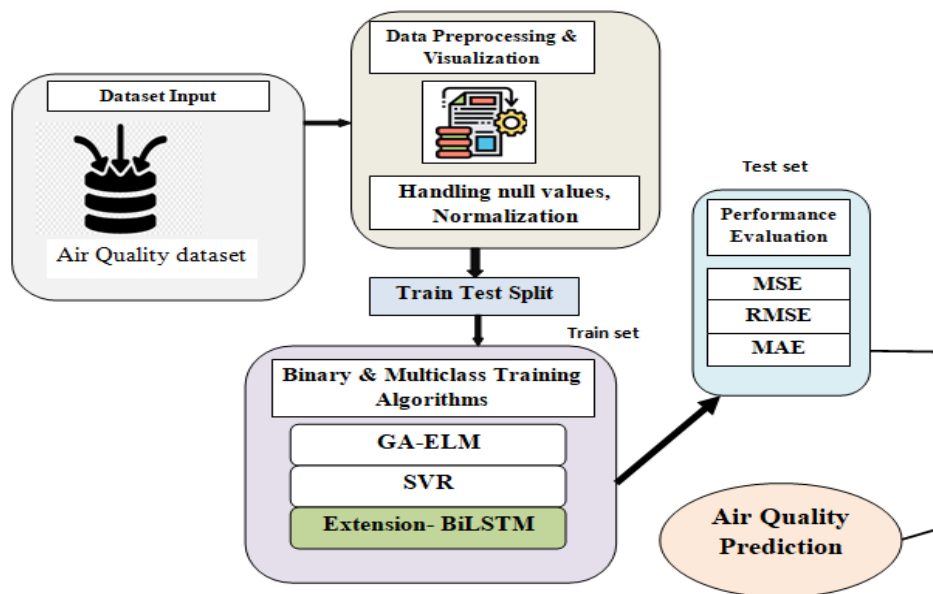 Dataset Input
Air Quality dataset
Data Preprocessing &
Visualization
Handling null values,
Normalization
Train Test Split
Train set
Binary & Multiclass Training
Algorithms
GA-ELM
SVR
Extension- BiLSTM
Test set
Performance
Evaluation
MSE
RMSE
MAE
Air Quality
Prediction